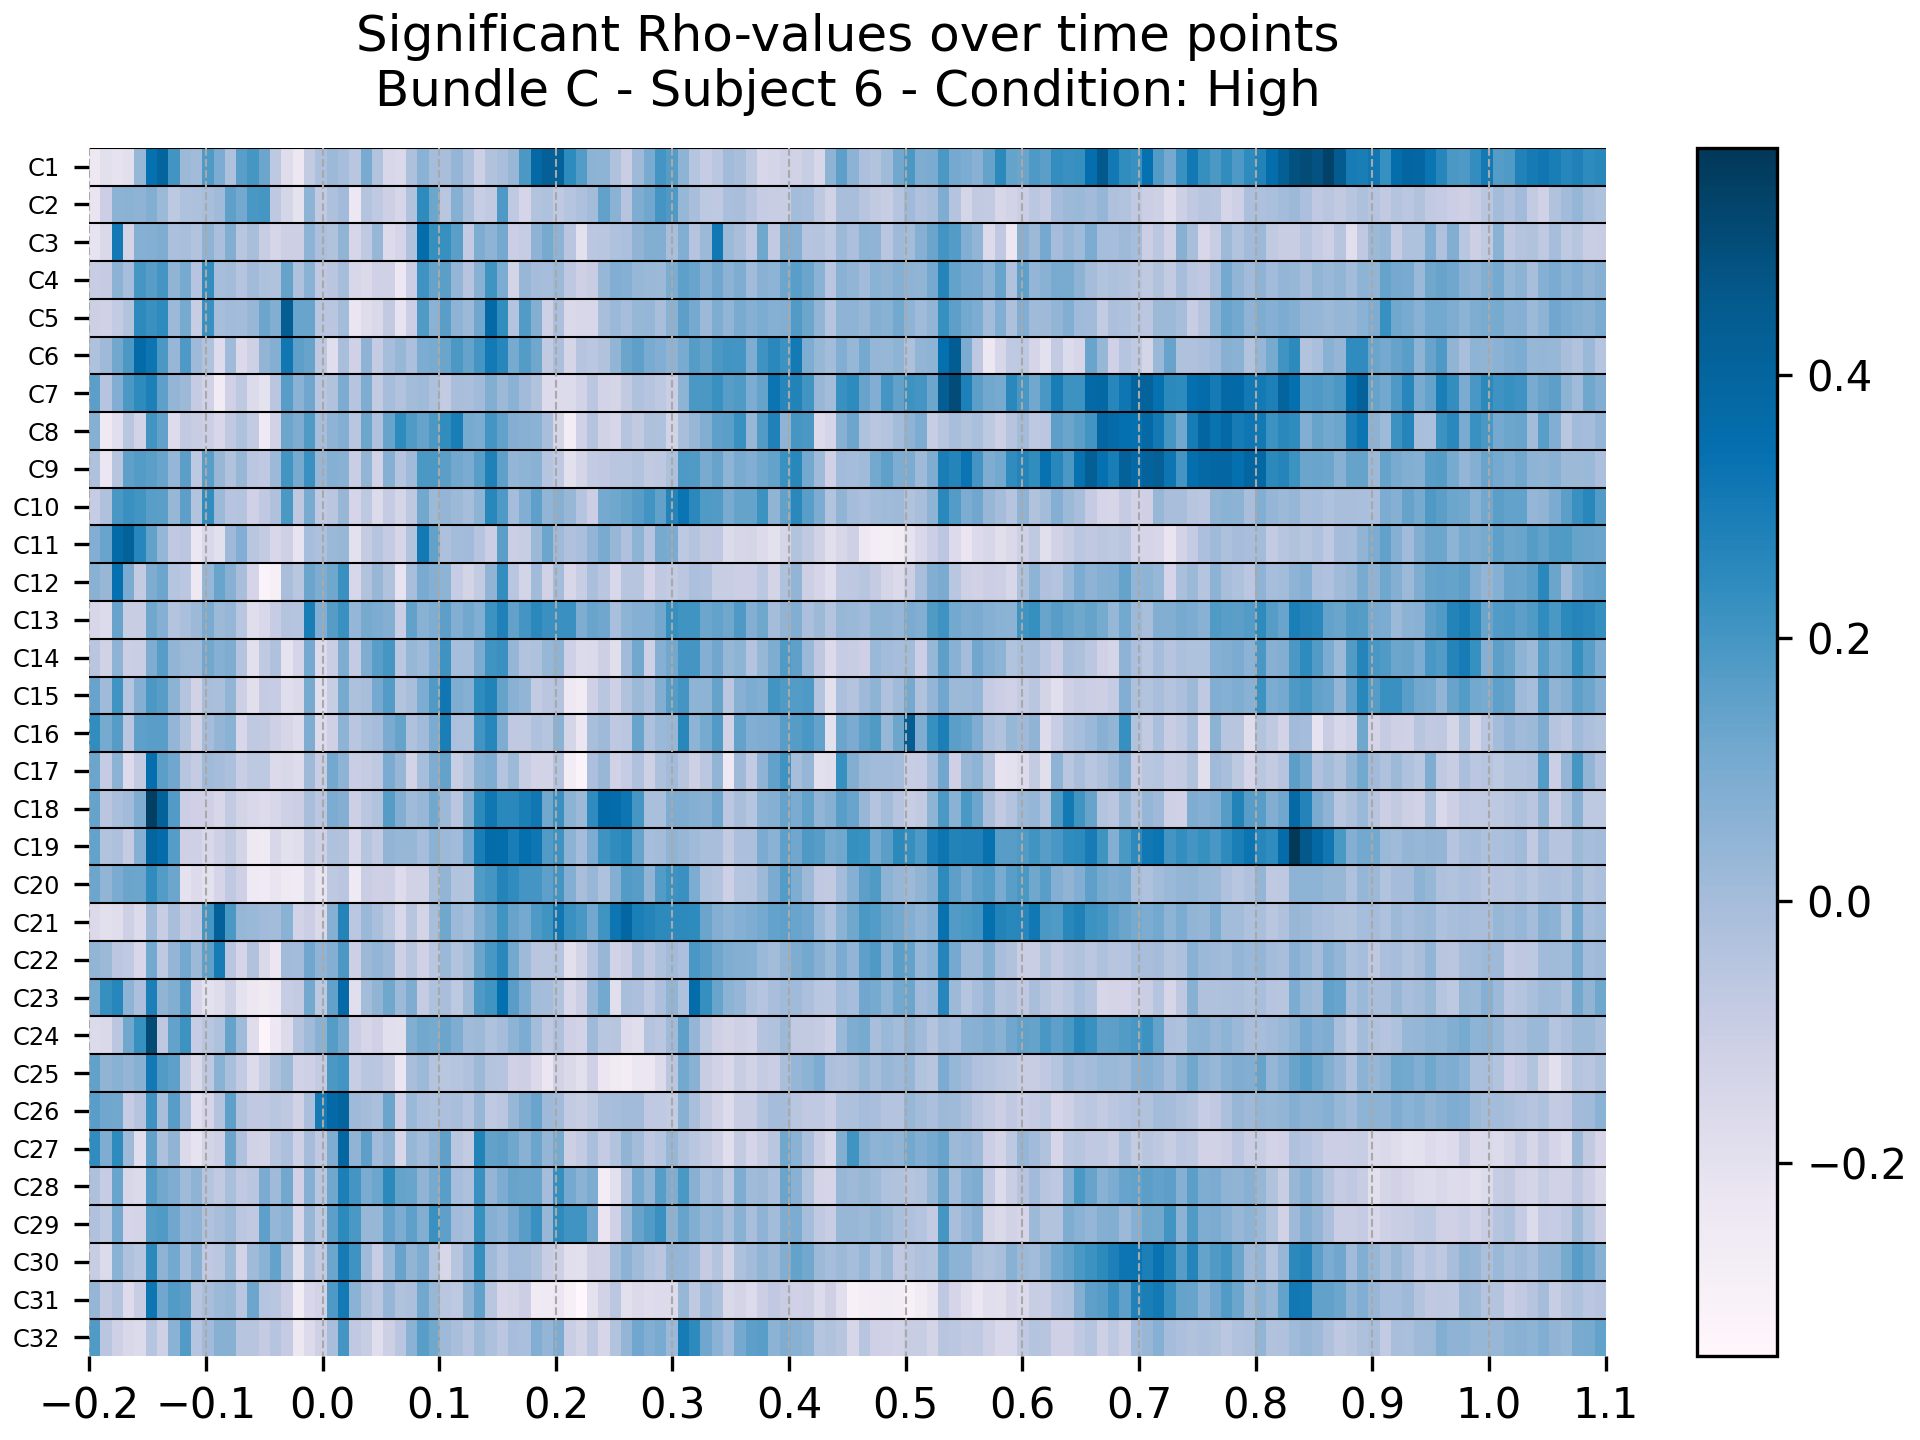 Significant Rho-values over time points
Bundle C - Subject 6 - Condition: High
C1
C2
C3
C4
C5
C6
C7
C8
C9
C10
C11
C12
C13
C14
C15
C16
C17
C18
C19
C20
C21
C22
C23
C24
C25
C26
C27
C28
C29
C30
C31
C32
−0.2 −0.1 0.0 0.1 0.2 0.3 0.4 0.5 0.6 0.7 0.8 0.9 1.0 1.1
0.4
0.2
0.0
−0.2